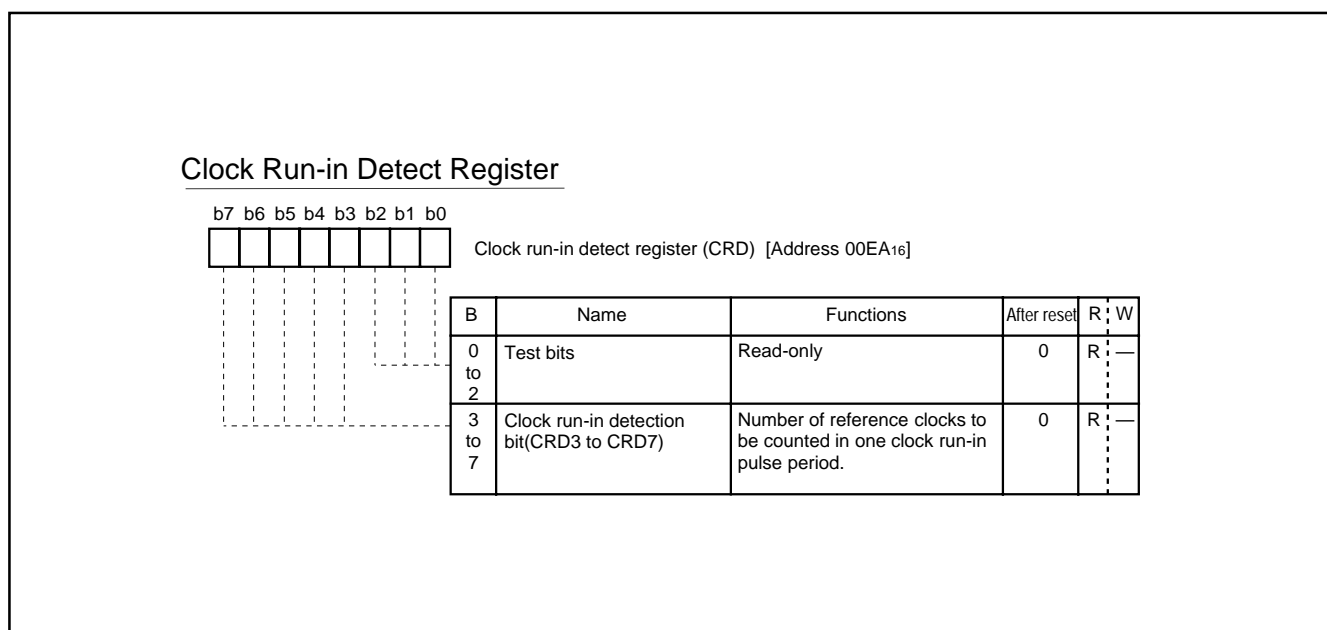 Clock Run-in Detect Register
b7 b6 b5 b4 b3 b2 b1 b0
Clock run-in detect register (CRD) [Address 00EA16]
B Name Functions After reset R W
0 to 2 Test bits Read-only 0 R —
3 to 7 Clock run-in detection bit(CRD3 to CRD7) Number of reference clocks to be counted in one clock run-in pulse period. 0 R —